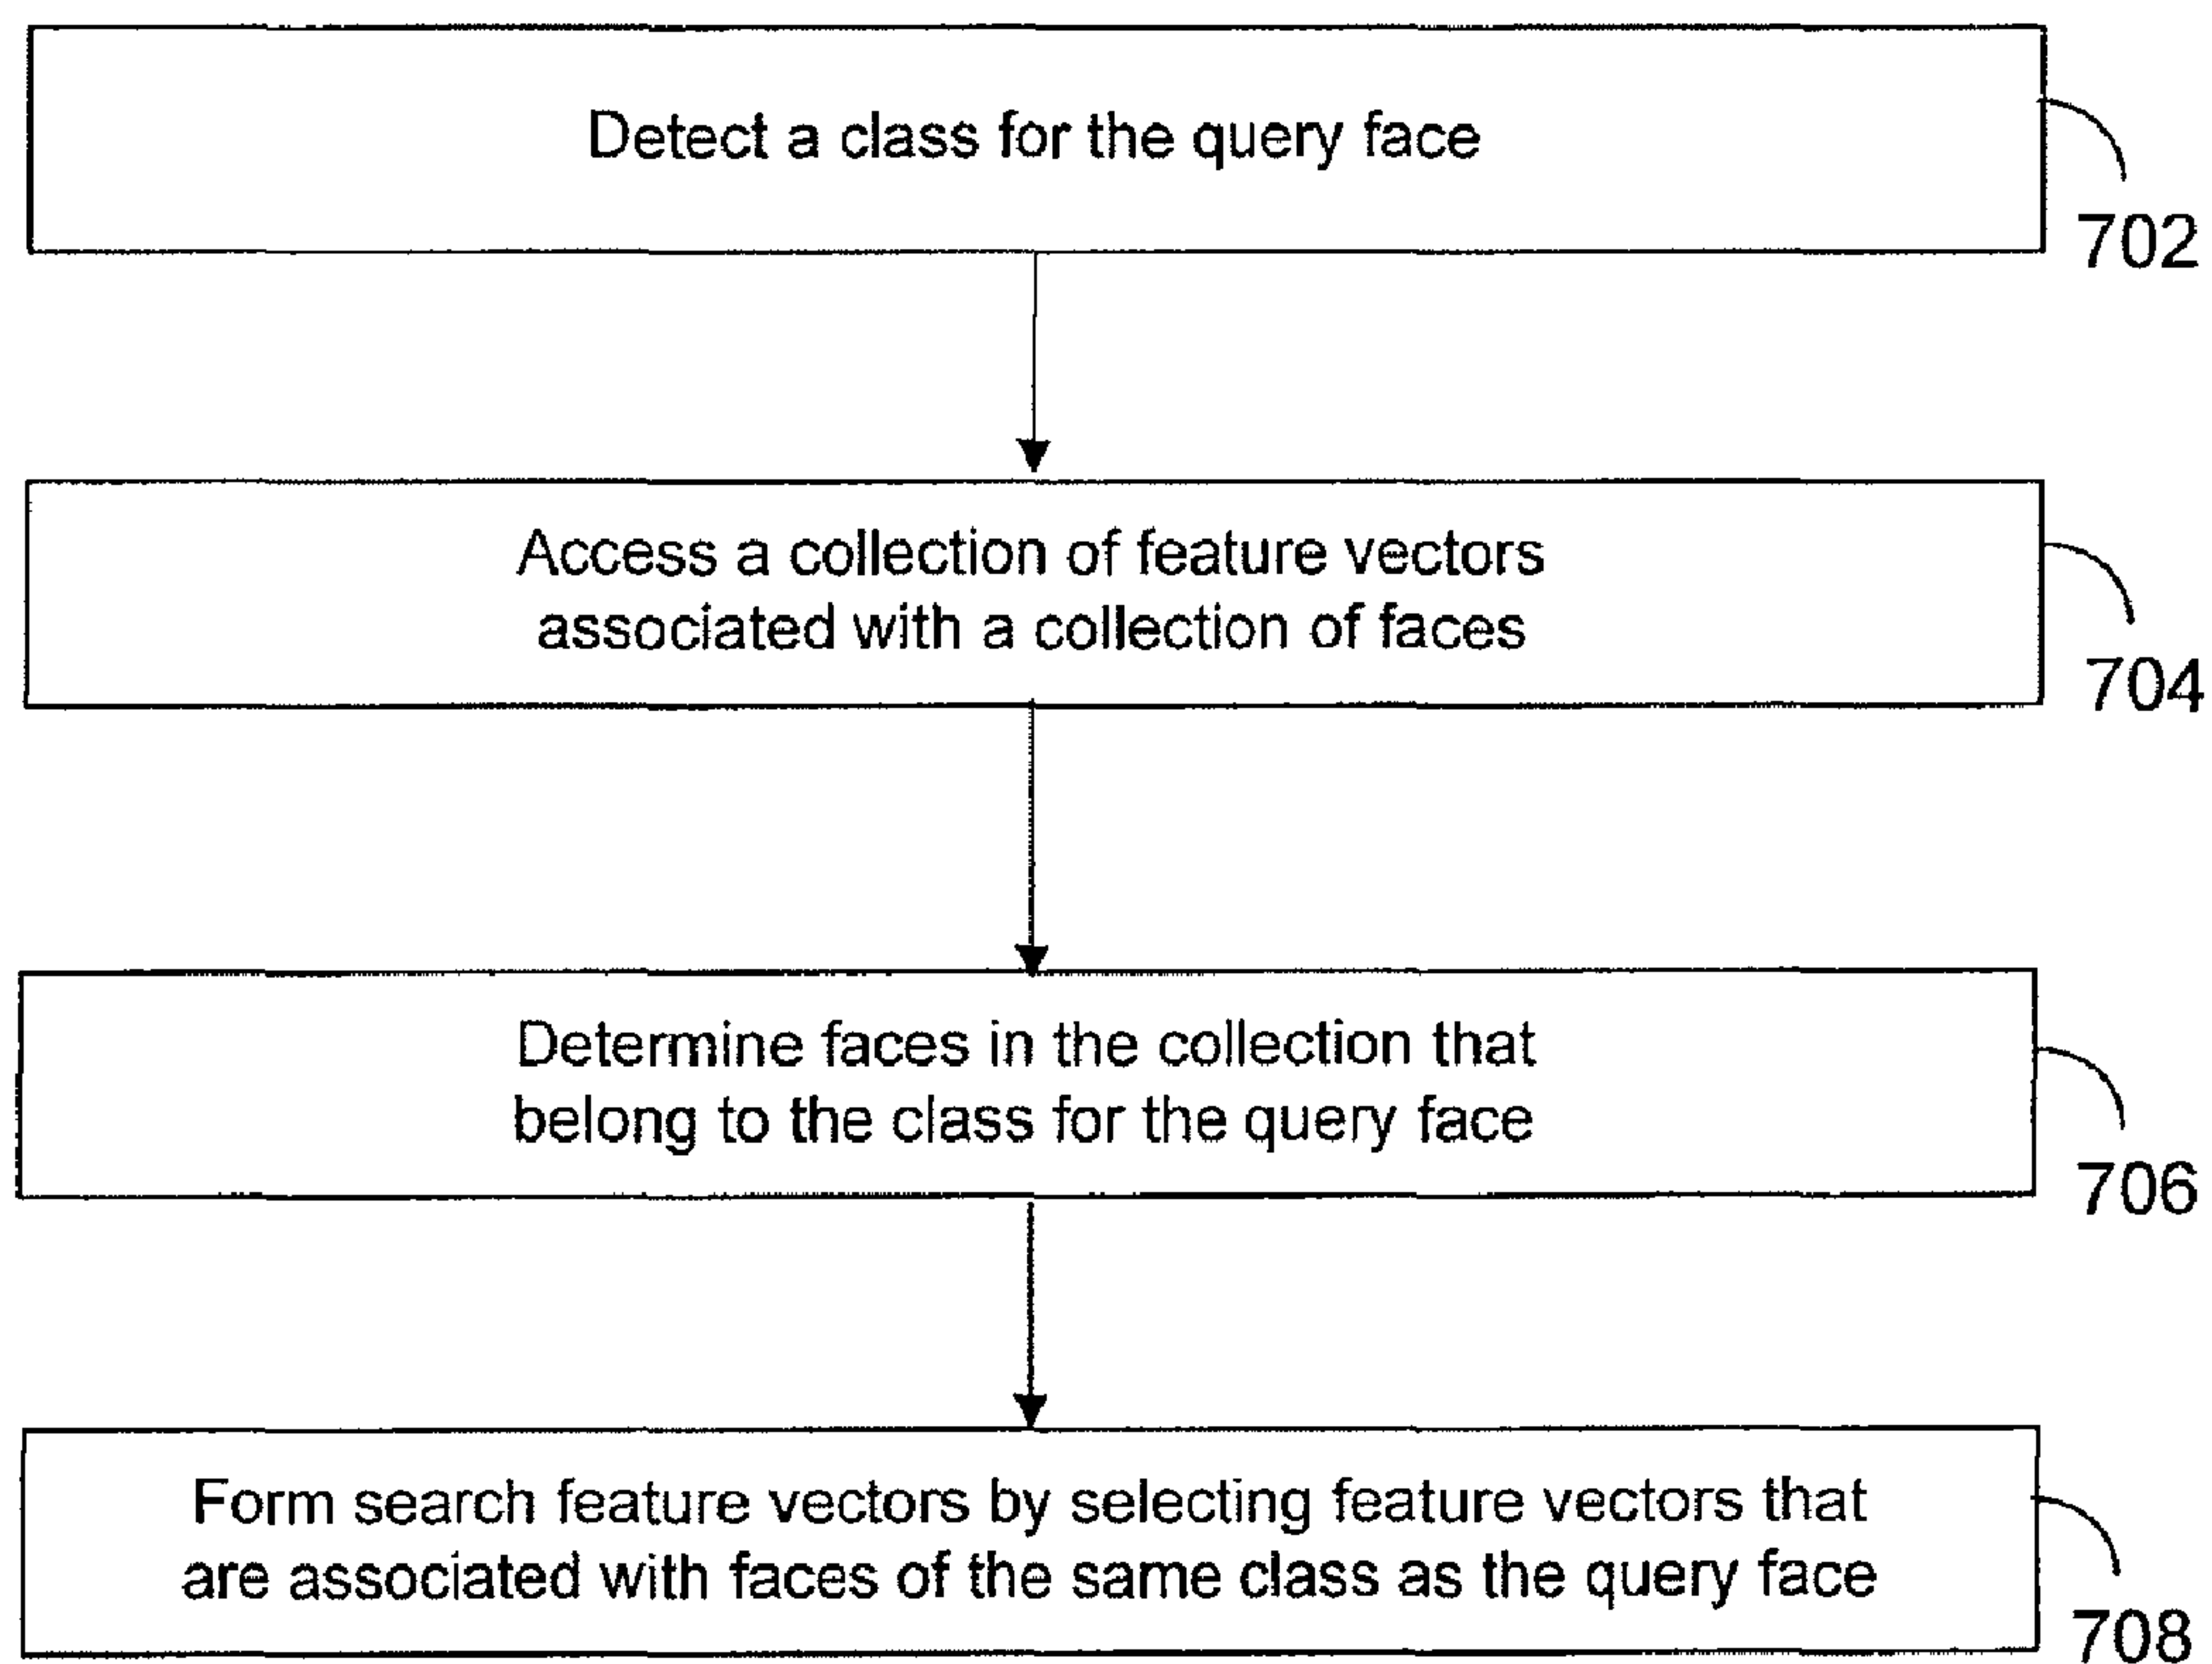 Detect a class for the query face
702
Access a collection of feature vectors
associated with a collection of faces
704
Determine faces in the collection that
belong to the class for the query face
706
Form search feature vectors by selecting feature vectors that
are associated with faces of the same class as the query face
708